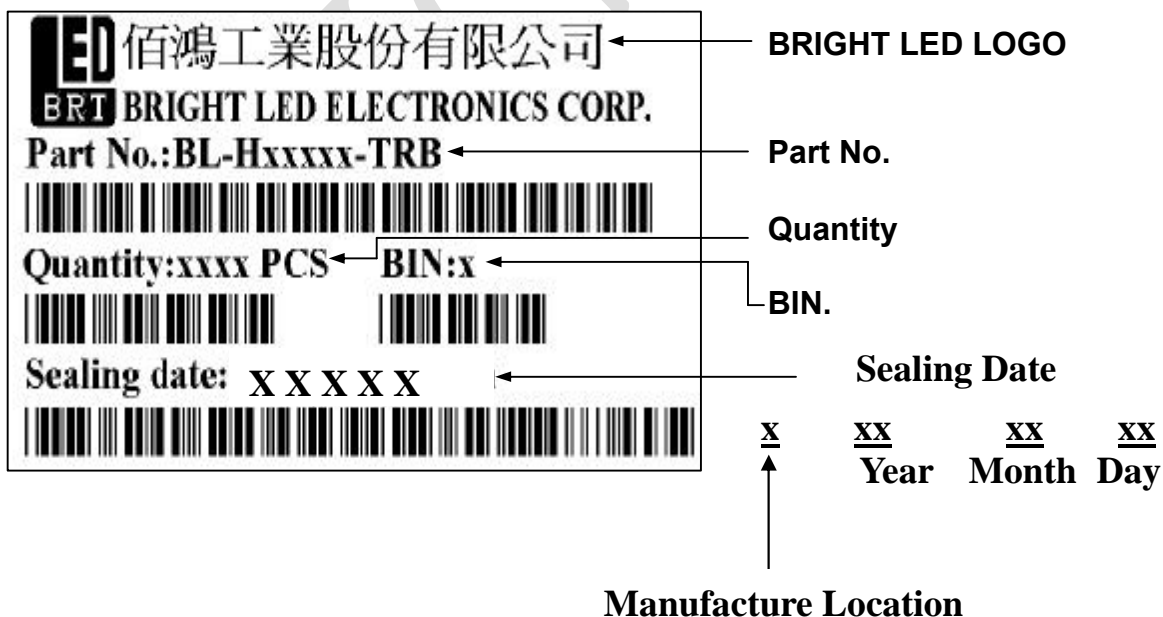 LED 佰鴻工業股份有限公司 BRIGHT LED LOGO
BRT BRIGHT LED ELECTRONICS CORP.
Part No.:BL-Hxxxxx-TRB Part No.
Quantity
Quantity:xxxx PCS BIN:x
BIN.
Sealing date: X X X X X Sealing Date
x xx xx xx
Year Month Day
Manufacture Location